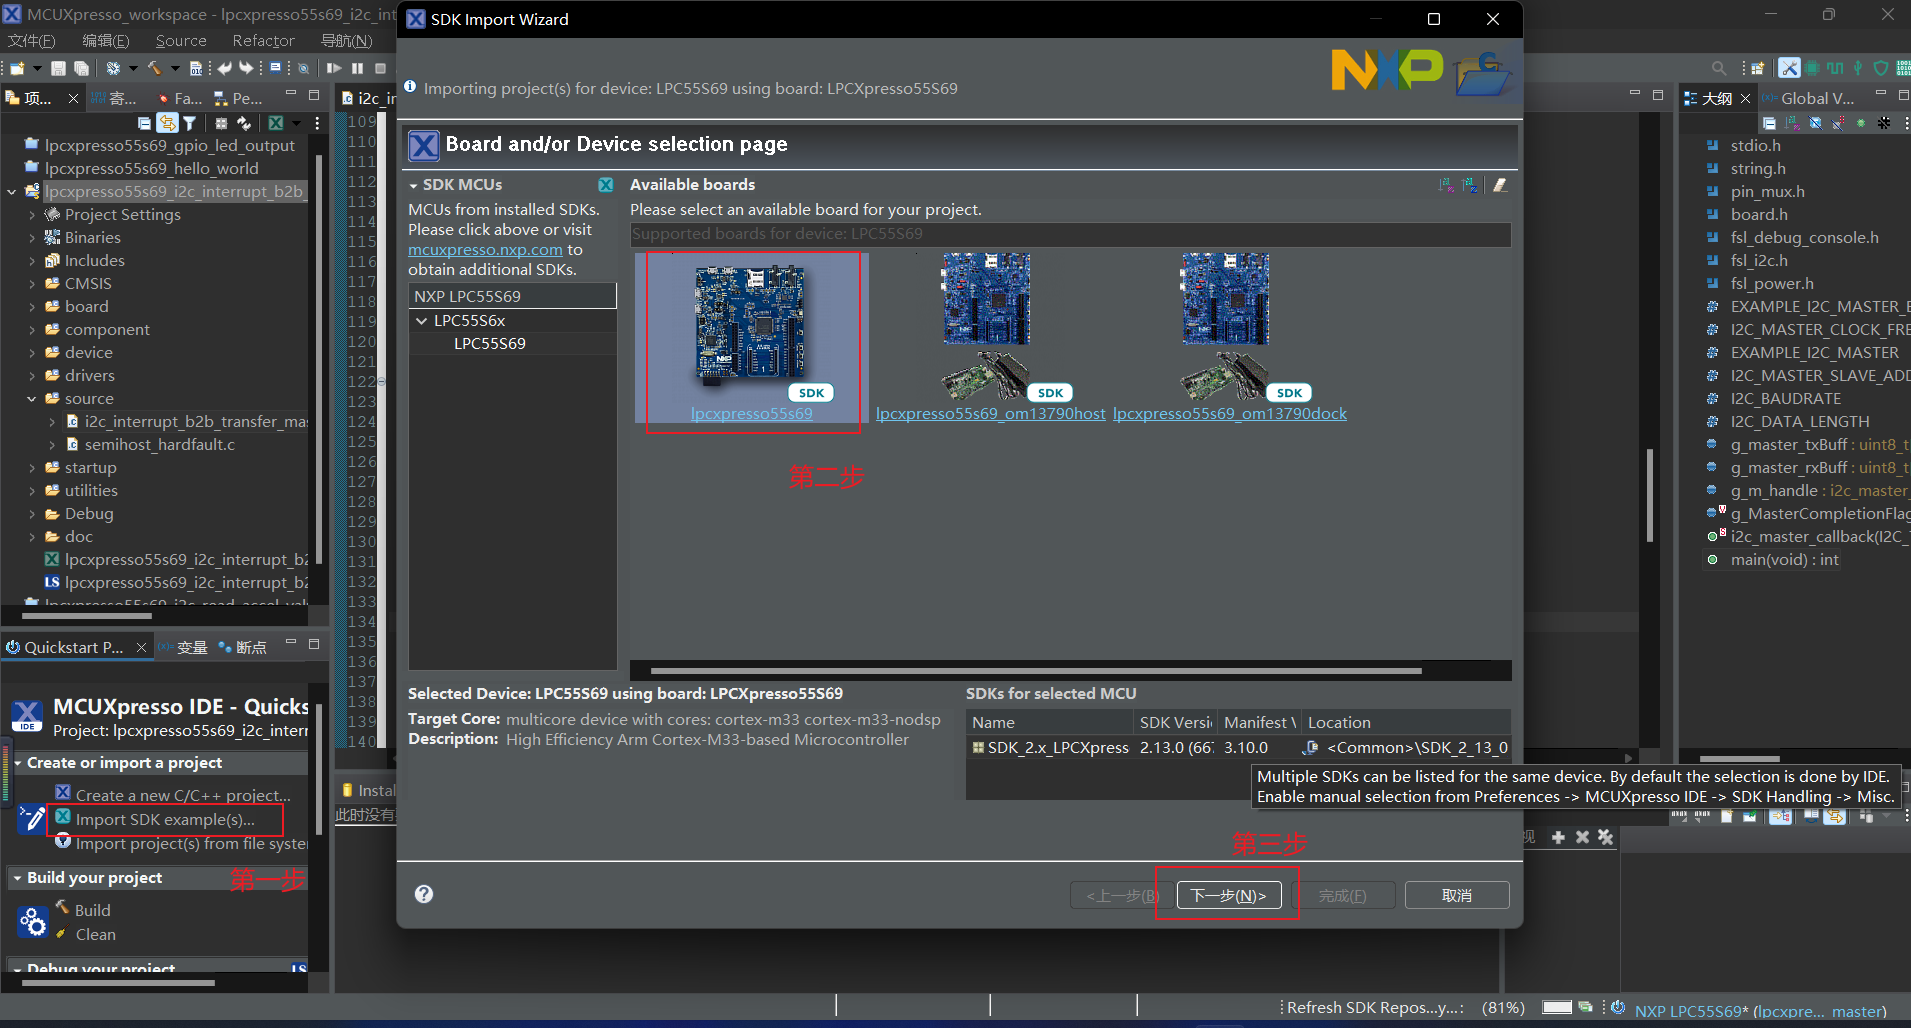 MCUXpresso_workspace - lpcxpresso55s69_i2c_int
文件(F) 编辑(E) Source Refactor 导航(N)
项... 寄... Fa... Pe...
lpcxpresso55s69_gpio_led_output
lpcxpresso55s69_hello_world
lpcxpresso55s69_i2c_interrupt_b2b_
Project Settings
Binaries
Includes
CMSIS
board
component
device
drivers
source
i2c_interrupt_b2b_transfer_mas
semihost_hardfault.c
startup
utilities
Debug
doc
lpcxpresso55s69_i2c_interrupt_b2
LS lpcxpresso55s69_i2c_interrupt_b2
lpcxpresso55s69_i2c_read_accel_val
Quickstart P... 变量 断点
IDE
MCUXpresso IDE - Quicks
Project: lpcxpresso55s69_i2c_interr
Create or import a project
Create a new C/C++ project...
Import SDK example(s)...
Import project(s) from file syste
第一步
Build your project
Build
Clean
Debug your project
LS
i2c_in
109
110
111
112
113
114
115
116
117
118
119
120
121
122
123
124
125
126
127
128
129
130
131
132
133
134
135
136
137
138
139
140
Instal
此时没有
SDK Import Wizard
Importing project(s) for device: LPC55S69 using board: LPCXpresso55S69
NXP
Board and/or Device selection page
SDK MCUs
MCUs from installed SDKs.
Please click above or visit
mcuxpresso.nxp.com to
obtain additional SDKs.
NXP LPC55S69
LPC55S6x
LPC55S69
Available boards
Please select an available board for your project.
Supported boards for device: LPC55S69
SDK
lpcxpresso55s69
SDK
lpcxpresso55s69_om13790host
SDK
lpcxpresso55s69_om13790dock
第二步
Selected Device: LPC55S69 using board: LPCXpresso55S69
Target Core: multicore device with cores: cortex-m33 cortex-m33-nodsp
Description: High Efficiency Arm Cortex-M33-based Microcontroller
SDKs for selected MCU
Name SDK Versi Manifest V Location
SDK_2.x_LPCXpress 2.13.0 (667 3.10.0 <Common>\SDK_2_13_0
Multiple SDKs can be listed for the same device. By default the selection is done by IDE.
Enable manual selection from Preferences -> MCUXpresso IDE -> SDK Handling -> Misc.
第三步
<上一步(B) 下一步(N)> 完成(F) 取消
大纲 Global V...
stdio.h
string.h
pin_mux.h
board.h
fsl_debug_console.h
fsl_i2c.h
fsl_power.h
EXAMPLE_I2C_MASTER_B
I2C_MASTER_CLOCK_FRE
EXAMPLE_I2C_MASTER
I2C_MASTER_SLAVE_ADD
I2C_BAUDRATE
I2C_DATA_LENGTH
g_master_txBuff : uint8_t
g_master_rxBuff : uint8_t
g_m_handle : i2c_master_
g_MasterCompletionFlag
i2c_master_callback(I2C_T
main(void) : int
视
Refresh SDK Repos...y...: (81%)
NXP LPC55S69* (lpcxpre..._master)